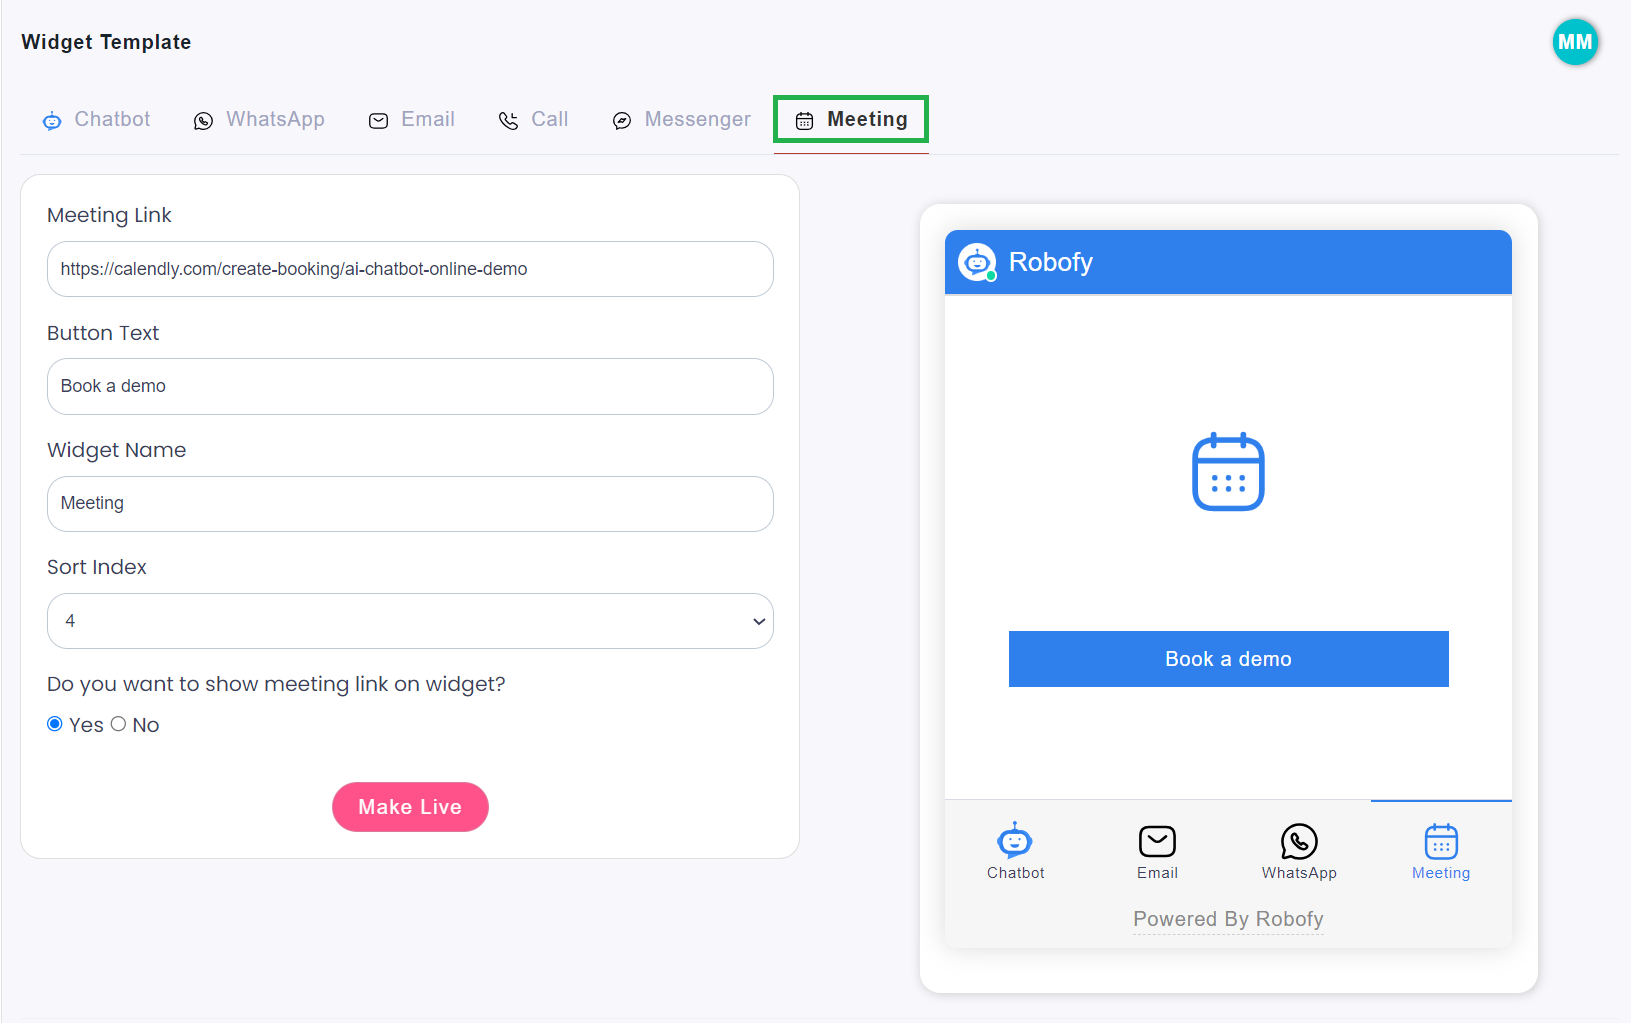 Widget Template
MM
Chatbot
WhatsApp
Email
Call
Messenger
Meeting
Meeting Link
https://calendly.com/create-booking/ai-chatbot-online-demo
Button Text
Book a demo
Widget Name
Meeting
Sort Index
4
Do you want to show meeting link on widget?
Yes No
Make Live
Robofy
Book a demo
Chatbot
Email
WhatsApp
Meeting
Powered By Robofy